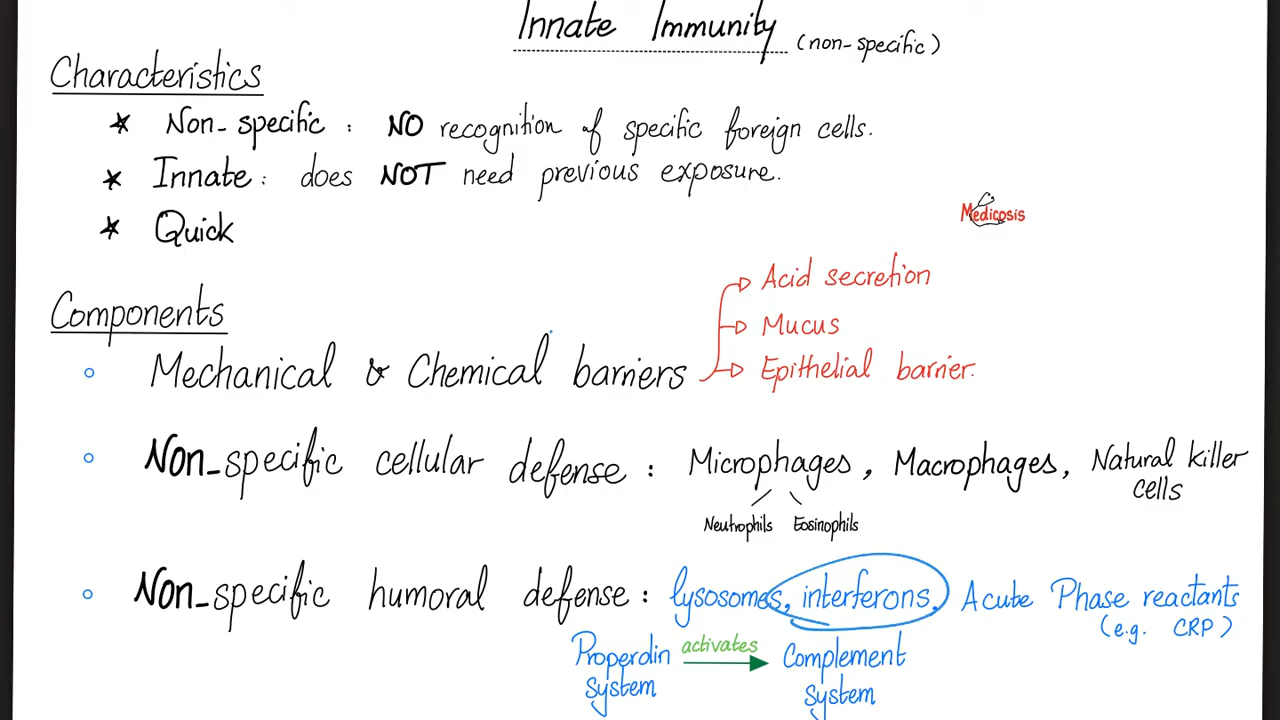 Innate Immunity (non-specific)
Characteristics
* Non-specific : NO recognition of specific foreign cells.
* Innate : does NOT need previous exposure.
* Quick
Medicosis
Components
Mechanical & Chemical barriers
Acid secretion
Mucus
Epithelial barrier.
Non-specific cellular defense : Microphages, Macrophages, Natural killer
cells
Neutrophils Eosinophils
Non-specific humoral defense : lysosomes, interferons, Acute Phase reactants
(e.g. CRP)
Properdin activates Complement
system system